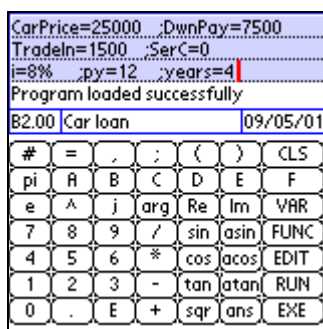 CarPrice=25000 ;DwnPay=7500
TradeIn=1500 ;SerC=0
i=8% ;py=12 ;years=4
Program loaded successfully
B2.00 Car loan 09/05/01
# = , ; ( ) CLS
pi A B C D E F
e ^ j arg Re Im VAR
7 8 9 / sin asin FUNC
4 5 6 * cos acos EDIT
1 2 3 - tan atan RUN
0 . E + sqr ans EXE